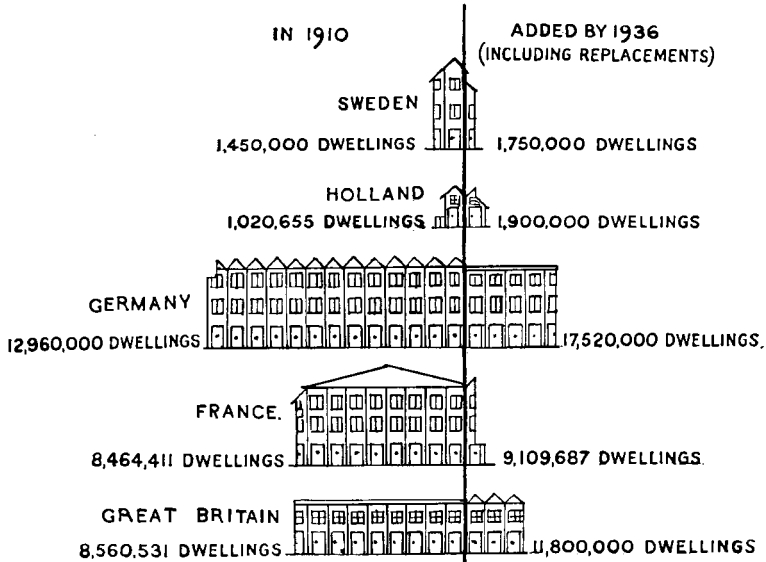 IN 1910
ADDED BY 1936
(INCLUDING REPLACEMENTS)
SWEDEN
1,450,000 DWELLINGS
1,750,000 DWELLINGS
HOLLAND
1,020,655 DWELLINGS
1,900,000 DWELLINGS
GERMANY
12,960,000 DWELLINGS
17,520,000 DWELLINGS.
FRANCE.
8,464,411 DWELLINGS
9,109,687 DWELLINGS.
GREAT BRITAIN
8,560,531 DWELLINGS
11,800,000 DWELLINGS